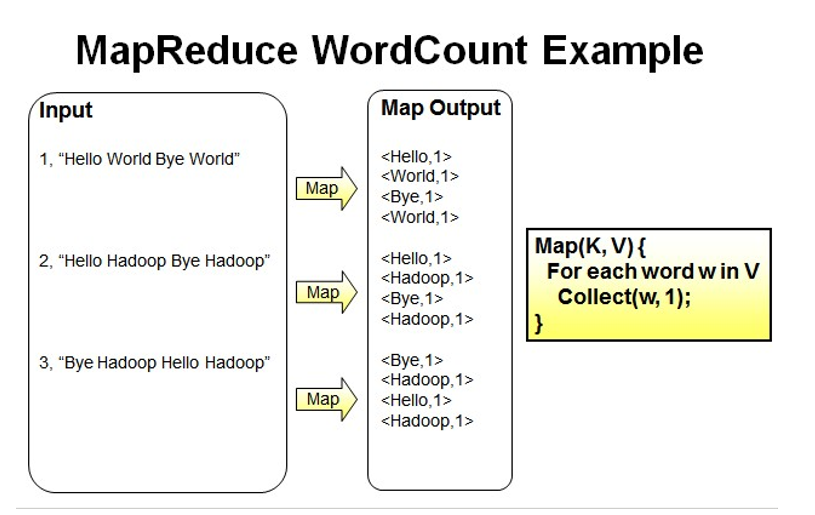 MapReduce WordCount Example
Input
1, “Hello World Bye World”
2, “Hello Hadoop Bye Hadoop”
3, “Bye Hadoop Hello Hadoop”
Map
Map
Map
Map Output
<Hello,1>
<World,1>
<Bye,1>
<World,1>
<Hello,1>
<Hadoop,1>
<Bye,1>
<Hadoop,1>
<Bye,1>
<Hadoop,1>
<Hello,1>
<Hadoop,1>
Map(K, V) {
For each word w in V
Collect(w, 1);
}